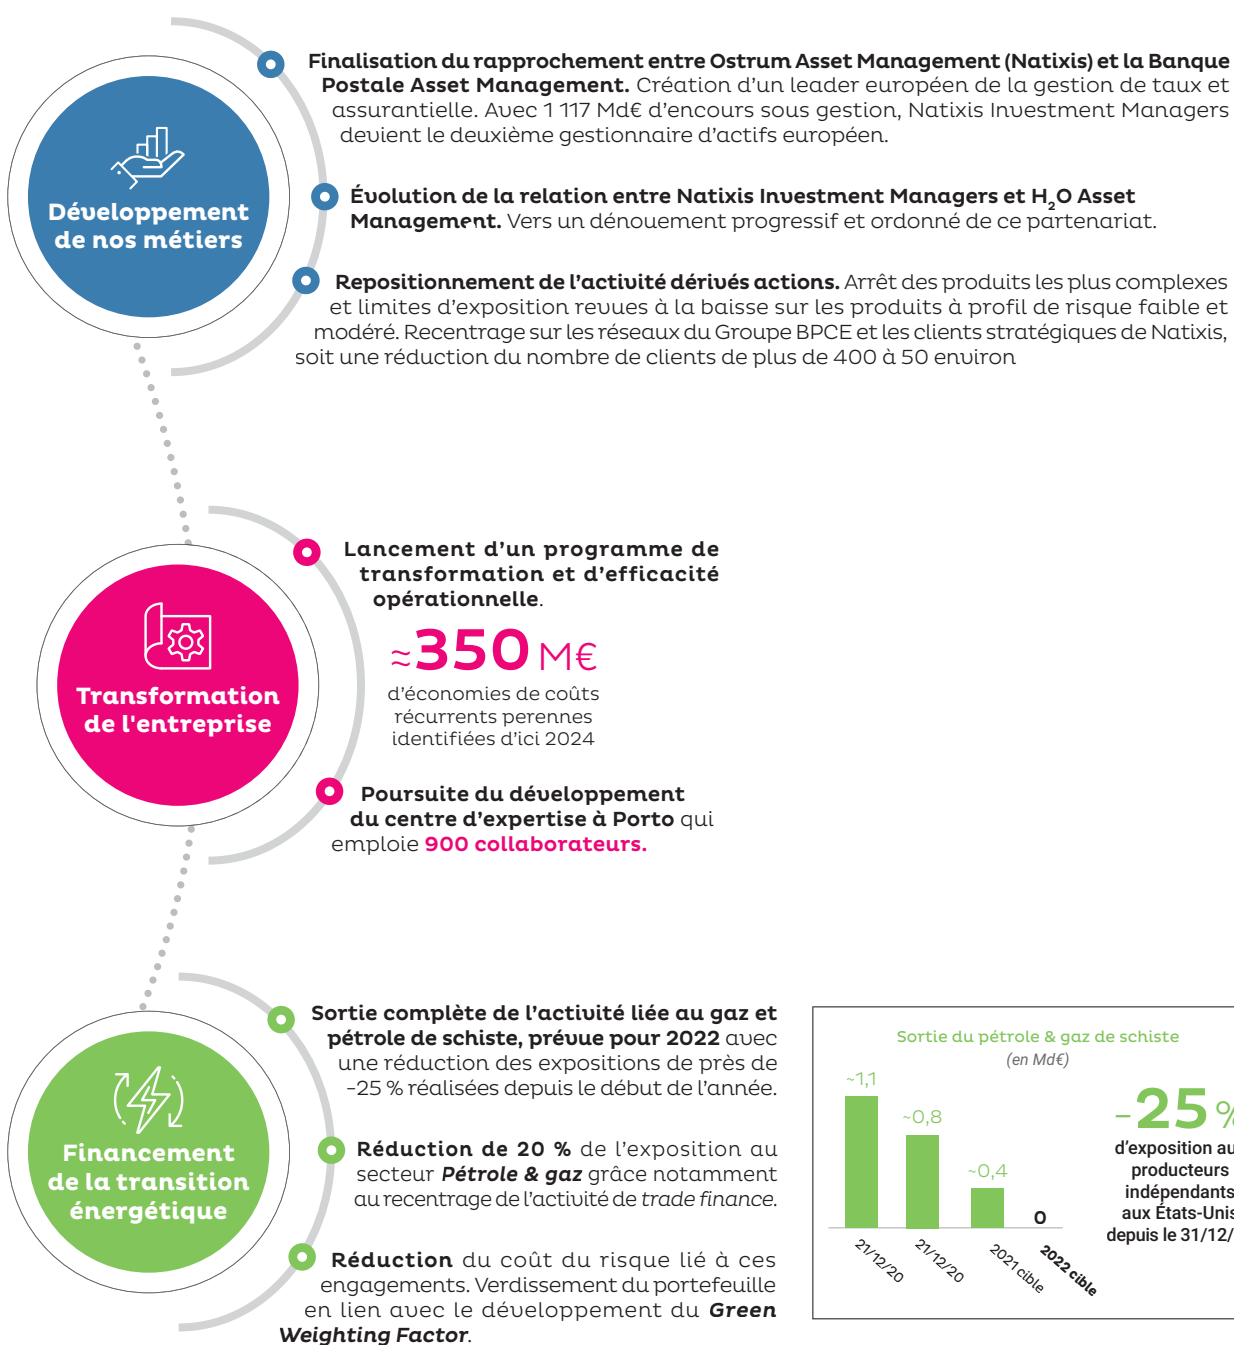 Développement
de nos métiers
Finalisation du rapprochement entre Ostrum Asset Management (Natixis) et la Banque
Postale Asset Management. Création d’un leader européen de la gestion de taux et
assurantielle. Avec 1 117 Md€ d’encours sous gestion, Natixis Investment Managers
devient le deuxième gestionnaire d’actifs européen.
Évolution de la relation entre Natixis Investment Managers et H₂O Asset
Management. Vers un dénouement progressif et ordonné de ce partenariat.
Repositionnement de l’activité dérivés actions. Arrêt des produits les plus complexes
et limites d’exposition revues à la baisse sur les produits à profil de risque faible et
modéré. Recentrage sur les réseaux du Groupe BPCE et les clients stratégiques de Natixis,
soit une réduction du nombre de clients de plus de 400 à 50 environ
Transformation
de l'entreprise
Lancement d’un programme de
transformation et d’efficacité
opérationnelle.
≈350 M€
d’économies de coûts
récurrents perennes
identifiées d’ici 2024
Poursuite du développement
du centre d’expertise à Porto qui
emploie 900 collaborateurs.
Financement
de la transition
énergétique
Sortie complète de l’activité liée au gaz et
pétrole de schiste, prévue pour 2022 avec
une réduction des expositions de près de
-25 % réalisées depuis le début de l’année.
Réduction de 20 % de l’exposition au
secteur Pétrole & gaz grâce notamment
au recentrage de l’activité de trade finance.
Réduction du coût du risque lié à ces
engagements. Verdissement du portefeuille
en lien avec le développement du Green
Weighting Factor.
Sortie du pétrole & gaz de schiste
(en Md€)
~1,1
~0,8
~0,4
0
21/12/20
21/12/20
2021 cible
2022 cible
-25 %
d’exposition au
producteurs
indépendants
aux États-Unis
depuis le 31/12/